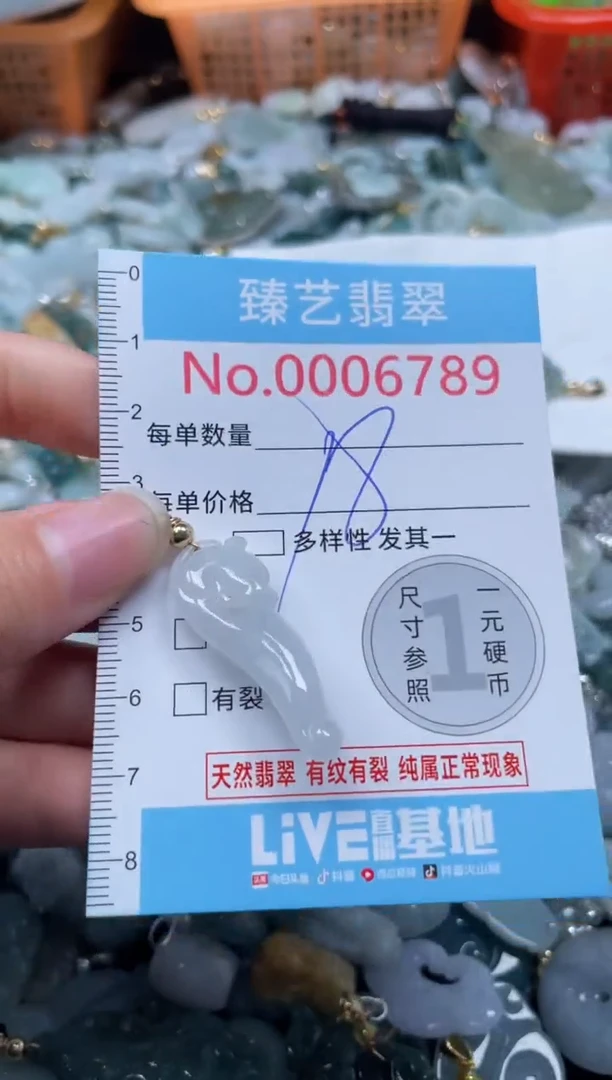 0
臻艺翡翠
1
No.0006789
2
每单数量
3
每单价格
多样性 发其一
5
尺寸参照
1
一元硬币
6
有裂
天然翡翠 有纹有裂 纯属正常现象
7
LiVE直播基地
8
头条 今日头条 抖音 西瓜视频 抖音火山版